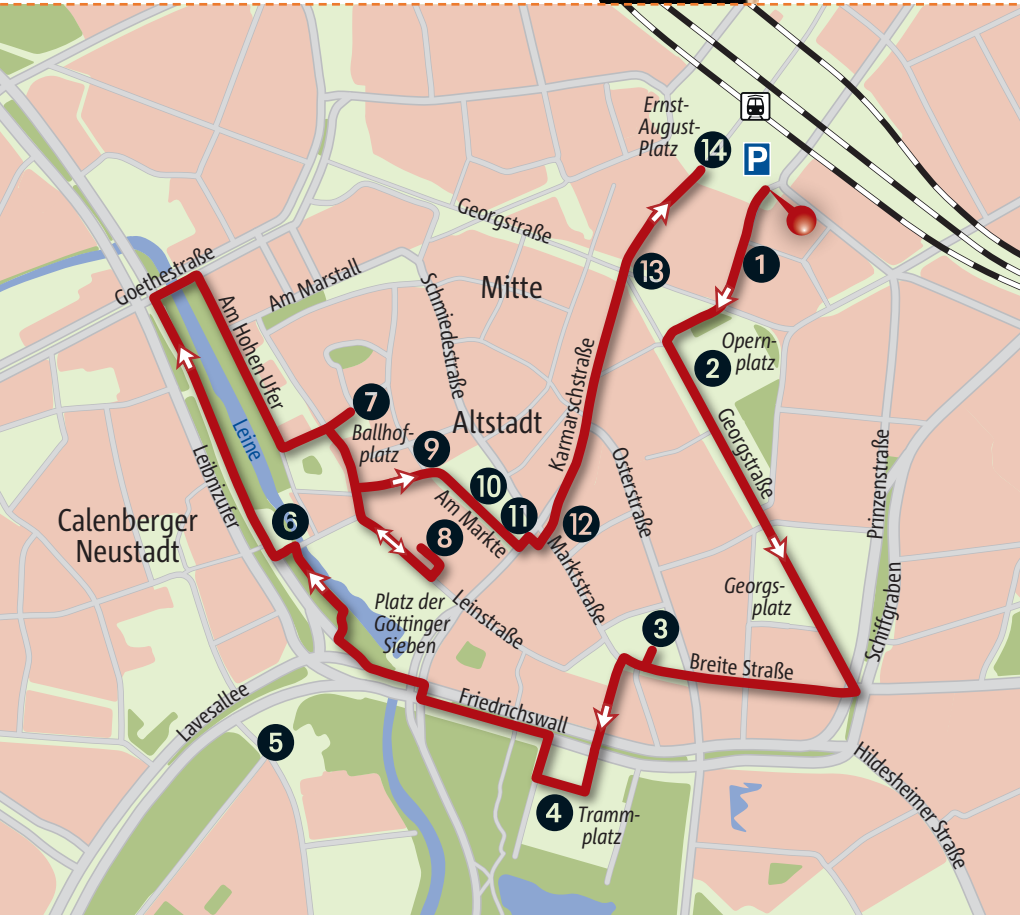 Ernst-
August-
Platz
14
P
Georgstraße
1
13
Goethestraße
Am Marstall
Mitte
Am Hohen Ufer
Schmiedestraße
Opern-
platz
2
Karmarschstraße
7
Ballhof-
platz
Altstadt
9
Georgstraße
Leine
Leibnizufer
10
Osterstraße
Prinzenstraße
Calenberger
Neustadt
6
Am Markte
11
12
8
Marktstraße
Georgs-
platz
Schiffgraben
Platz der
Göttinger
Sieben
Leinstraße
3
Breite Straße
Lavesallee
Friedrichswall
5
Hildesheimer Straße
4
Tramm-
platz